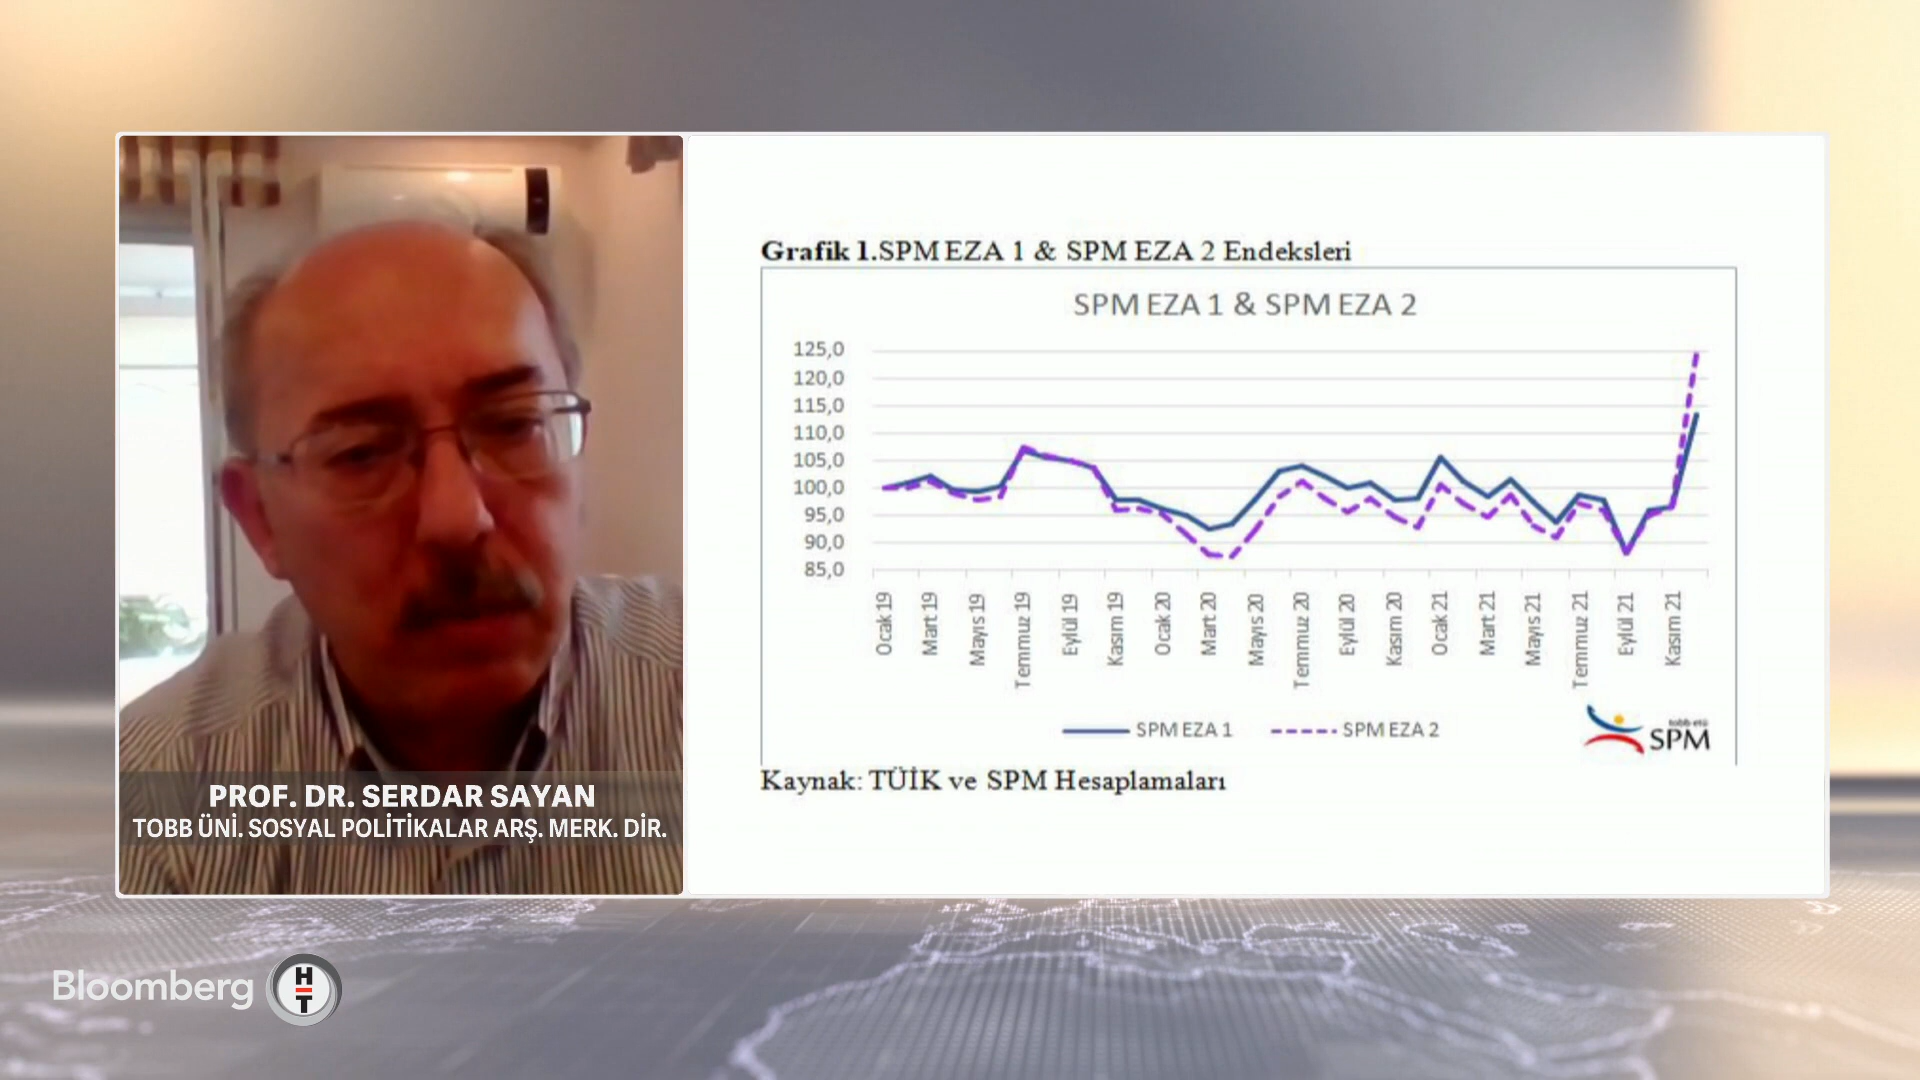 Grafik 1.SPM EZA 1 & SPM EZA 2 Endeksleri
SPM EZA 1 & SPM EZA 2
125,0
120,0
115,0
110,0
105,0
100,0
95,0
90,0
85,0
Ocak 19
Mart 19
Mayıs 19
Temmuz 19
Eylül 19
Kasım 19
Ocak 20
Mart 20
Mayıs 20
Temmuz 20
Eylül 20
Kasım 20
Ocak 21
Mart 21
Mayıs 21
Temmuz 21
Eylül 21
Kasım 21
SPM EZA 1
SPM EZA 2
tobb etü
SPM
Kaynak: TÜİK ve SPM Hesaplamaları
PROF. DR. SERDAR SAYAN
TOBB ÜNİ. SOSYAL POLİTİKALAR ARŞ. MERK. DİR.
Bloomberg HT